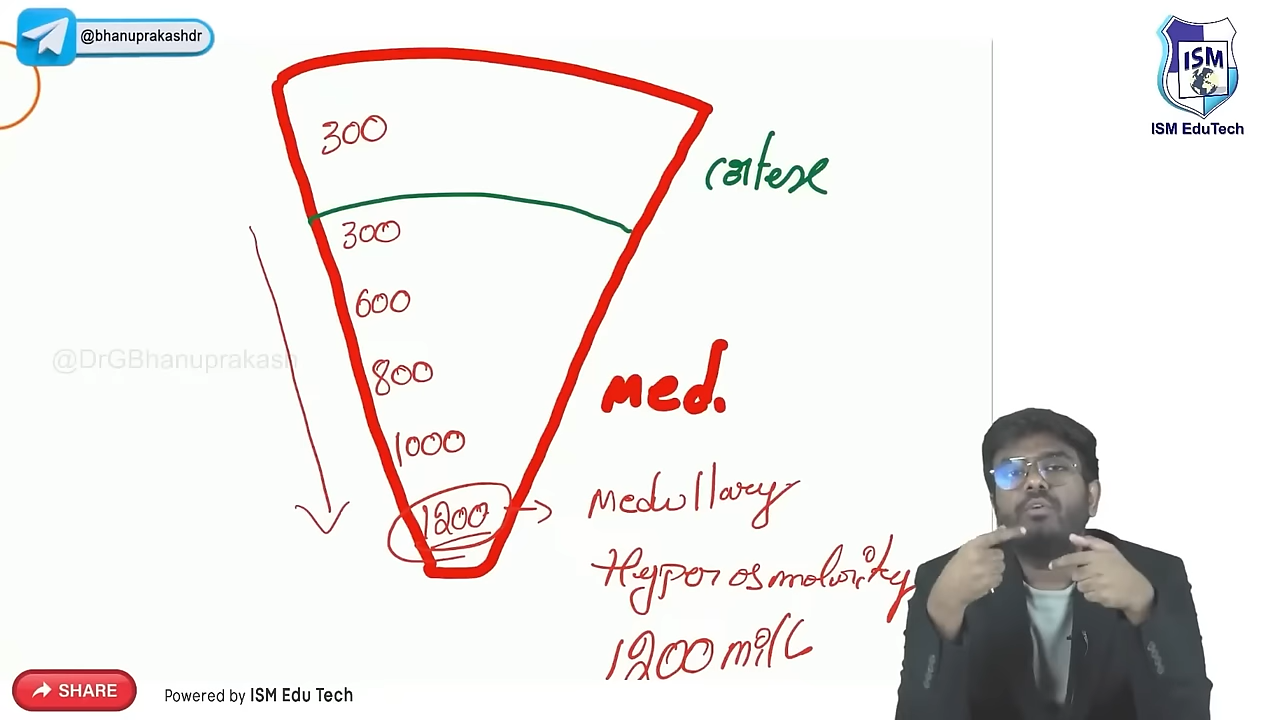 @bhanuprakashdr
ISM
ISM EduTech
300
cortex
300
600
@DrGBhanuprakash
800
med.
1000
1200
medullary
Hyperosmolarity
1200 mil
SHARE
Powered by ISM Edu Tech